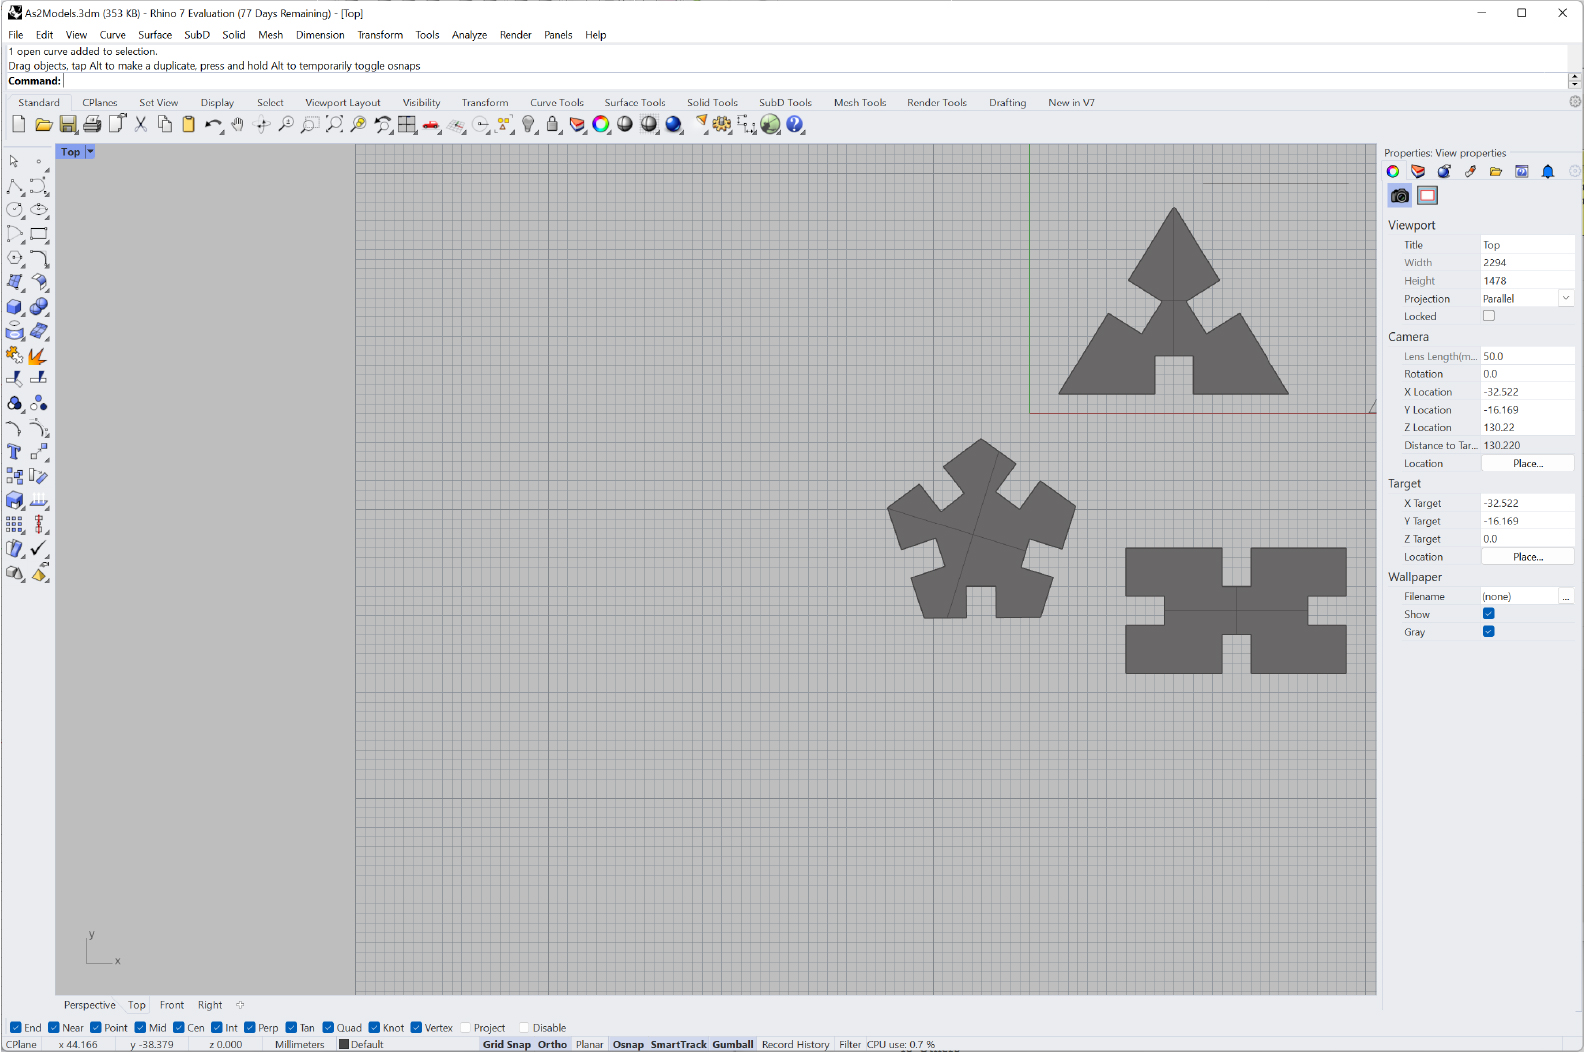 As2Models.3dm (353 KB) - Rhino 7 Evaluation (77 Days Remaining) - [Top]
File Edit View Curve Surface SubD Solid Mesh Dimension Transform Tools Analyze Render Panels Help
1 open curve added to selection.
Drag objects, tap Alt to make a duplicate, press and hold Alt to temporarily toggle osnaps
Command:
Standard CPlanes Set View Display Select Viewport Layout Visibility Transform Curve Tools Surface Tools Solid Tools SubD Tools Mesh Tools Render Tools Drafting New in V7
Top
Properties: View properties
Viewport
Title Top
Width 2294
Height 1478
Projection Parallel
Locked
Camera
Lens Length(m... 50.0
Rotation 0.0
X Location -32.522
Y Location -16.169
Z Location 130.22
Distance to Tar... 130.220
Location Place...
Target
X Target -32.522
Y Target -16.169
Z Target 0.0
Location Place...
Wallpaper
Filename (none) ...
Show
Gray
y
x
Perspective Top Front Right
End Near Point Mid Cen Int Perp Tan Quad Knot Vertex Project Disable
CPlane x 44.166 y -38.379 z 0.000 Millimeters Default Grid Snap Ortho Planar Osnap SmartTrack Gumball Record History Filter CPU use: 0.7 %